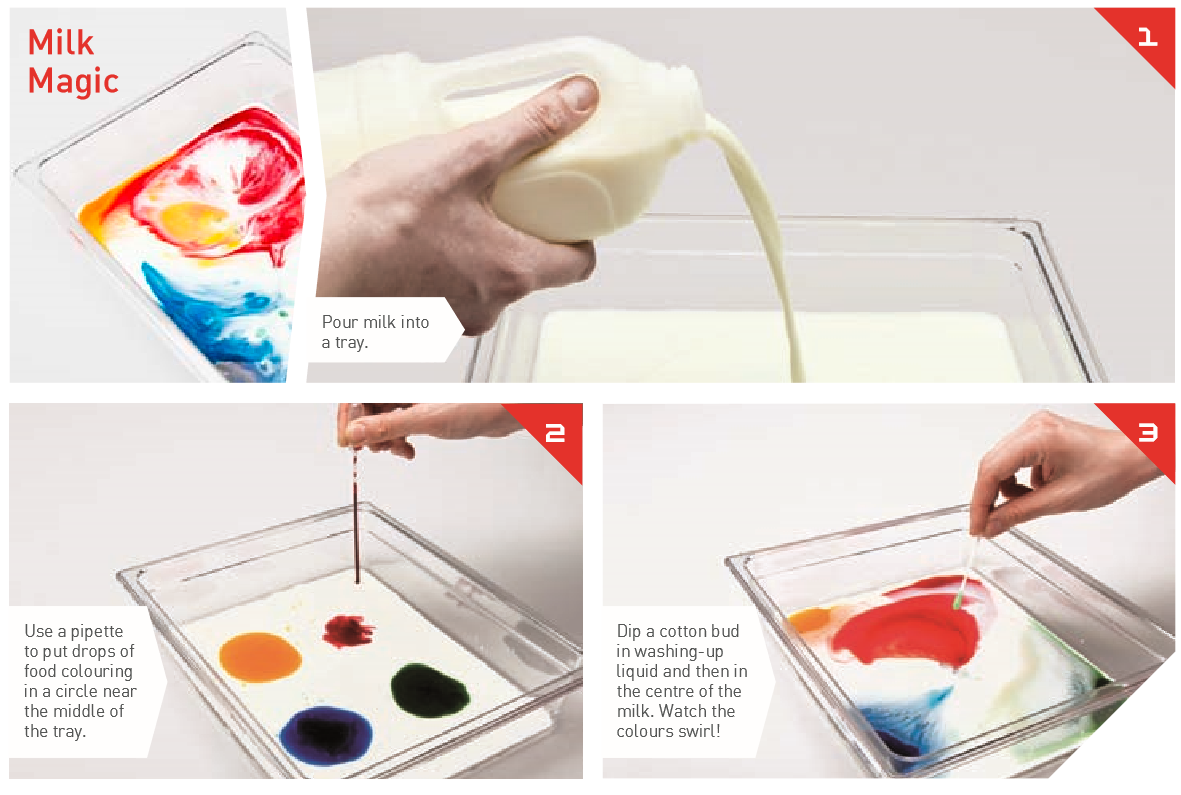 Milk
Magic
1
Pour milk into
a tray.
2
Use a pipette
to put drops of
food colouring
in a circle near
the middle of
the tray.
3
Dip a cotton bud
in washing-up
liquid and then in
the centre of the
milk. Watch the
colours swirl!